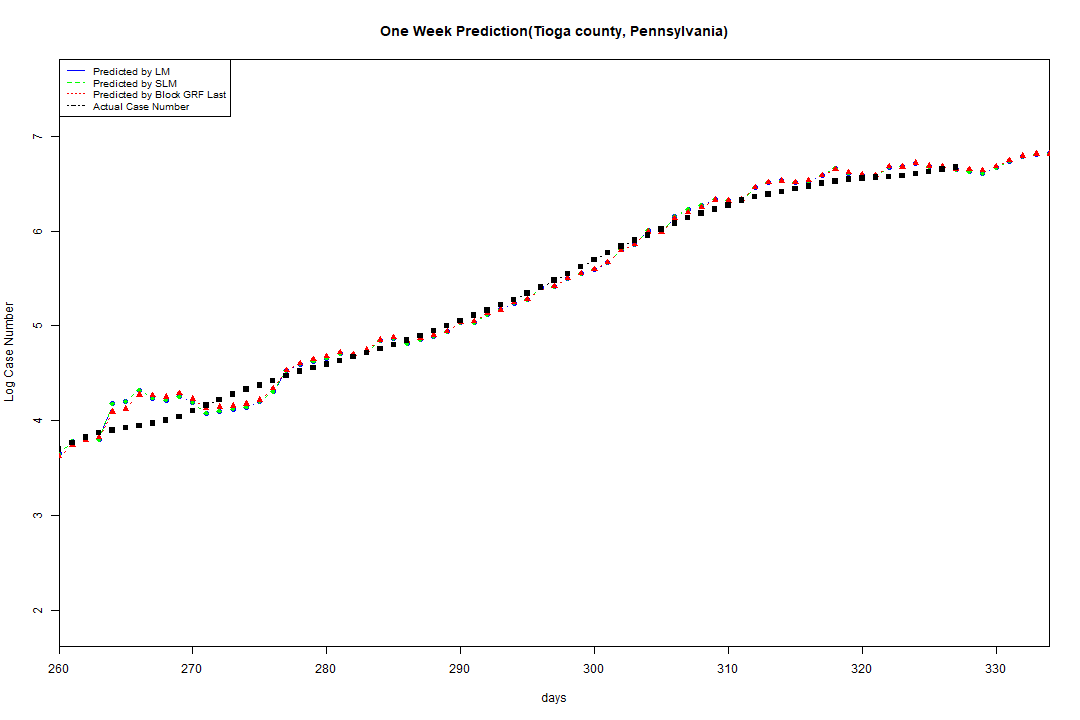 One Week Prediction(Tioga county, Pennsylvania)
Predicted by LM
Predicted by SLM
Predicted by Block GRF Last
Actual Case Number
7
6
5
4
3
2
Log Case Number
260 270 280 290 300 310 320 330
days